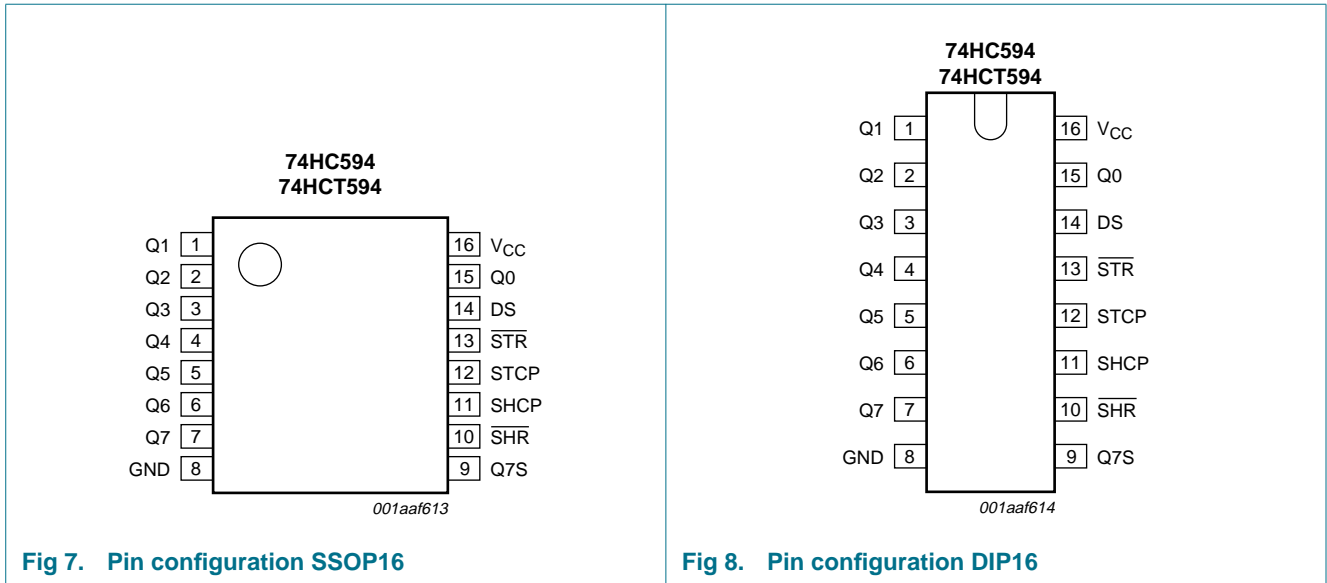 74HC594
74HCT594
Q1 1
Q2 2
Q3 3
Q4 4
Q5 5
Q6 6
Q7 7
GND 8
16 VCC
15 Q0
14 DS
13 STR
12 STCP
11 SHCP
10 SHR
9 Q7S
001aaf613
Fig 7. Pin configuration SSOP16
74HC594
74HCT594
Q1 1
Q2 2
Q3 3
Q4 4
Q5 5
Q6 6
Q7 7
GND 8
16 VCC
15 Q0
14 DS
13 STR
12 STCP
11 SHCP
10 SHR
9 Q7S
001aaf614
Fig 8. Pin configuration DIP16